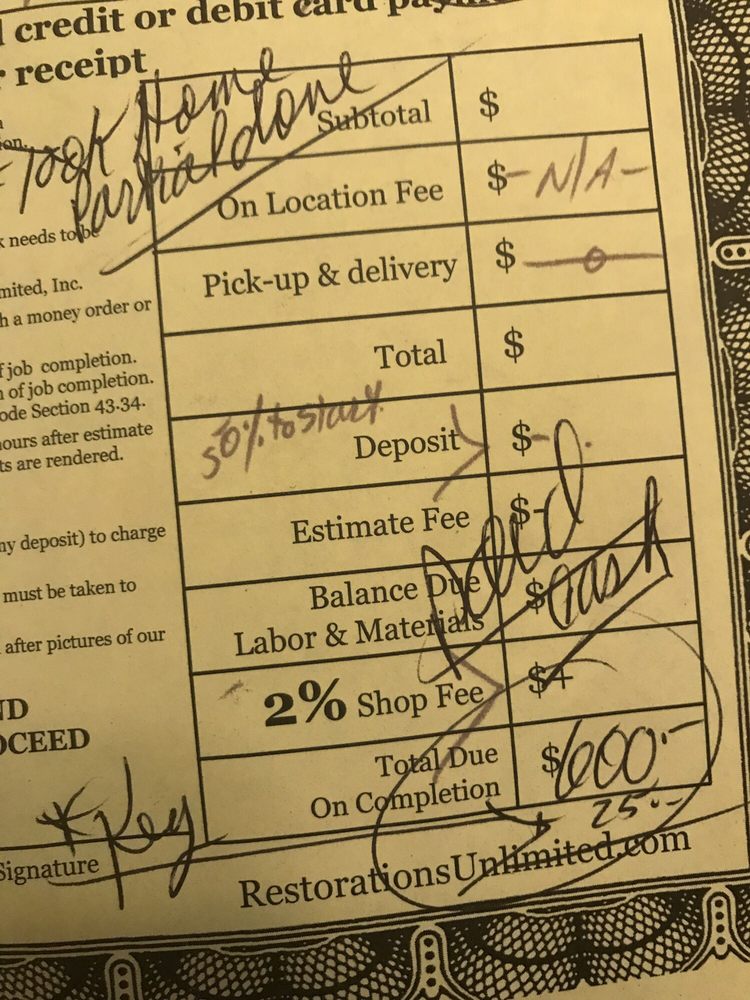 credit or debit card
receipt
Took Home
Partial done
Subtotal $
ion.
On Location Fee $ - N/A -
needs to be
Pick-up & delivery $ — 0 —
mited, Inc.
h a money order or
Total $
f job completion.
n of job completion.
ode Section 43-34.
50% to start
Deposit $ -
ours after estimate
ts are rendered.
Estimate Fee $ -
ny deposit) to charge
Paid
Cash
Balance Due
Labor & Materials $
must be taken to
after pictures of our
2% Shop Fee $
ND
OCEED
Total Due
On Completion $ 600.-
+ 25.-
Signature
RestorationsUnlimited.com